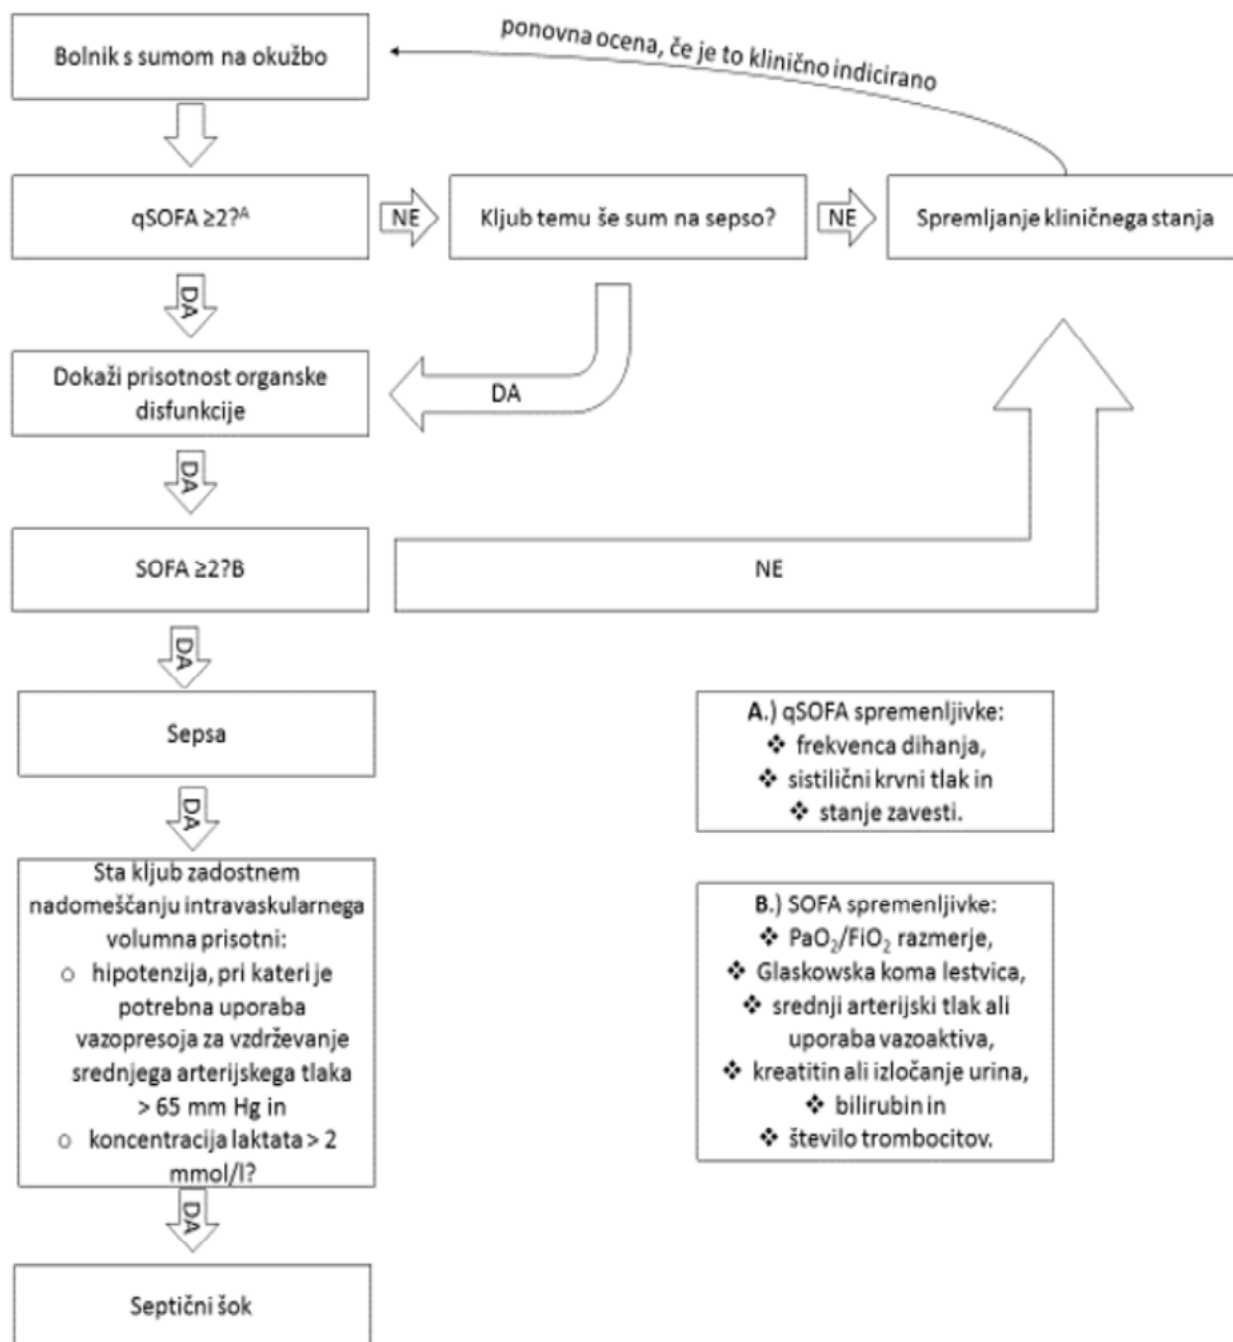 Bolnik s sumom na okužbo
ponovna ocena, če je to klinično indicirano
qSOFA ≥2?ᴬ
NE
Kljub temu še sum na sepso?
NE
Spremljanje kliničnega stanja
DA
Dokaži prisotnost organske
disfunkcije
DA
DA
SOFA ≥2?B
NE
DA
Sepsa
DA
Sta kljub zadostnem
nadomeščanju intravaskularnega
volumna prisotni:
o hipotenzija, pri kateri je
potrebna uporaba
vazopresoja za vzdrževanje
srednjega arterijskega tlaka
> 65 mm Hg in
o koncentracija laktata > 2
mmol/l?
DA
Septični šok
A.) qSOFA spremenljivke:
❖ frekvenca dihanja,
❖ sistilični krvni tlak in
❖ stanje zavesti.
B.) SOFA spremenljivke:
❖ PaO₂/FiO₂ razmerje,
❖ Glaskowska koma lestvica,
❖ srednji arterijski tlak ali
uporaba vazoaktiva,
❖ kreatitin ali izločanje urina,
❖ bilirubin in
❖ število trombocitov.